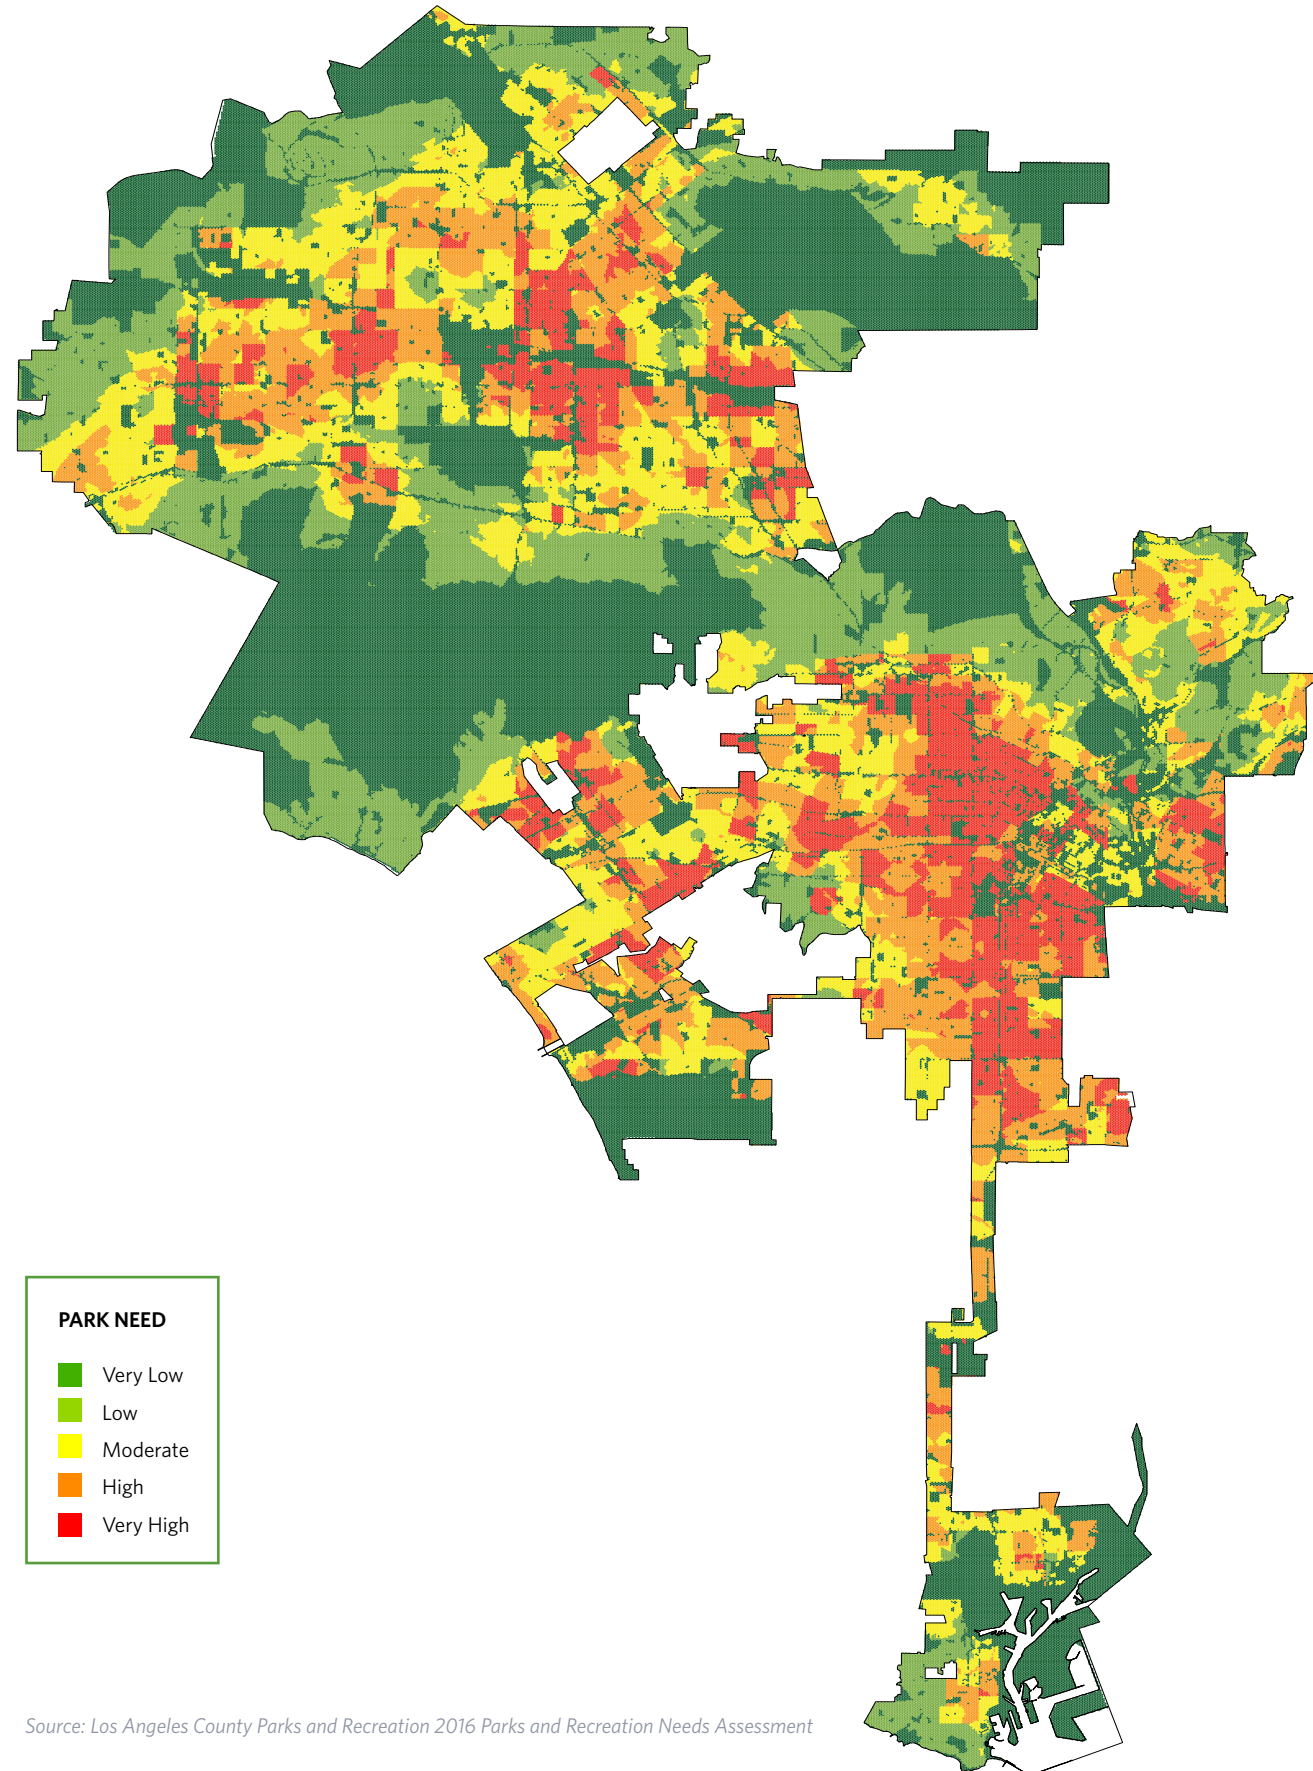 PARK NEED
Very Low
Low
Moderate
High
Very High
Source: Los Angeles County Parks and Recreation 2016 Parks and Recreation Needs Assessment